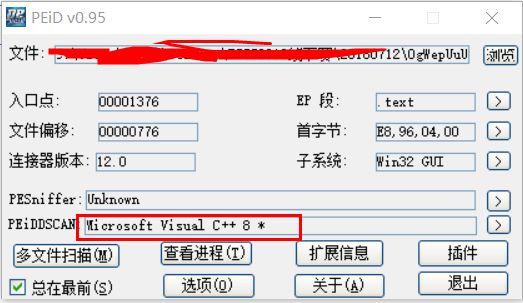 PEiD v0.95
文件: \20180712\OgWepUuU 浏览
入口点: 00001376 EP 段: .text >
文件偏移: 00000776 首字节: E8,96,04,00 >
连接器版本: 12.0 子系统: Win32 GUI >
PESniffer: Unknown >
PEiDDSCAN: Microsoft Visual C++ 8 * >
多文件扫描(M) 查看进程(T) 扩展信息 插件
总在最前(S) 选项(O) 关于(A) 退出